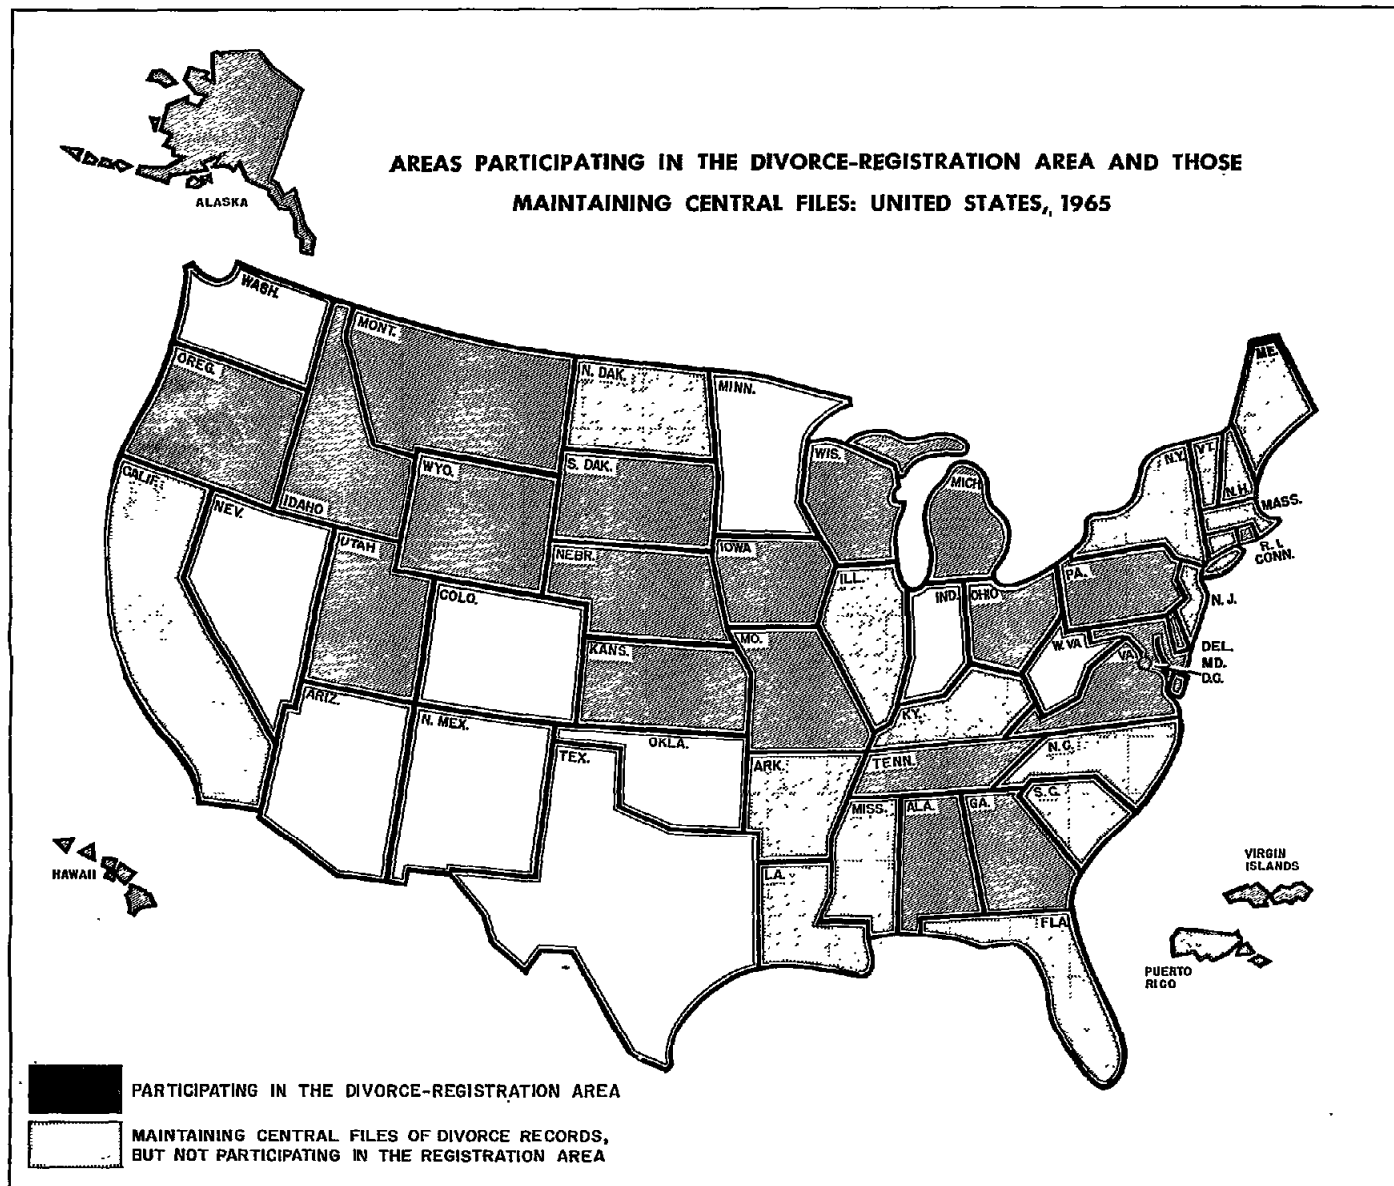 AREAS PARTICIPATING IN THE DIVORCE-REGISTRATION AREA AND THOSE
MAINTAINING CENTRAL FILES: UNITED STATES, 1965
ALASKA
WASH.
MONT.
OREG.
N. DAK.
MINN.
ME.
CALIF.
IDAHO
WYO.
S. DAK.
WIS.
MICH
N.Y.
VT.
N.H.
MASS.
NEV.
UTAH
NEBR.
IOWA
R.I.
CONN.
COLO.
ILL.
IND.
OHIO
PA.
N.J.
KANS.
MO.
W.VA
VA
DEL.
MD.
D.C.
ARIZ.
N. MEX.
OKLA.
KY.
TEX.
ARK.
TENN.
N.C.
MISS.
ALA.
GA.
S.C.
HAWAII
LA.
FLA
VIRGIN
ISLANDS
PUERTO
RICO
PARTICIPATING IN THE DIVORCE-REGISTRATION AREA
MAINTAINING CENTRAL FILES OF DIVORCE RECORDS,
BUT NOT PARTICIPATING IN THE REGISTRATION AREA